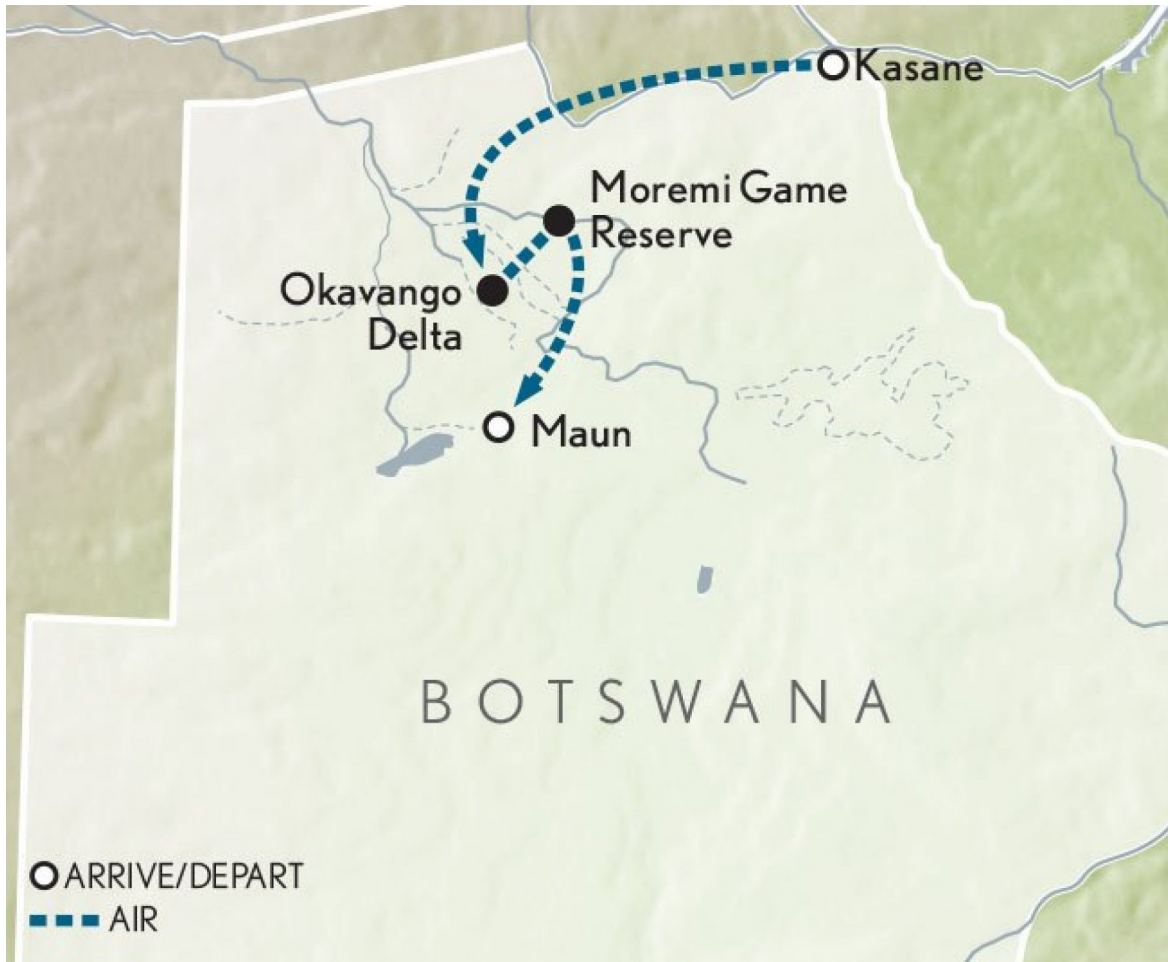 Kasane
Moremi Game
Reserve
Okavango
Delta
Maun
BOTSWANA
ARRIVE/DEPART
AIR